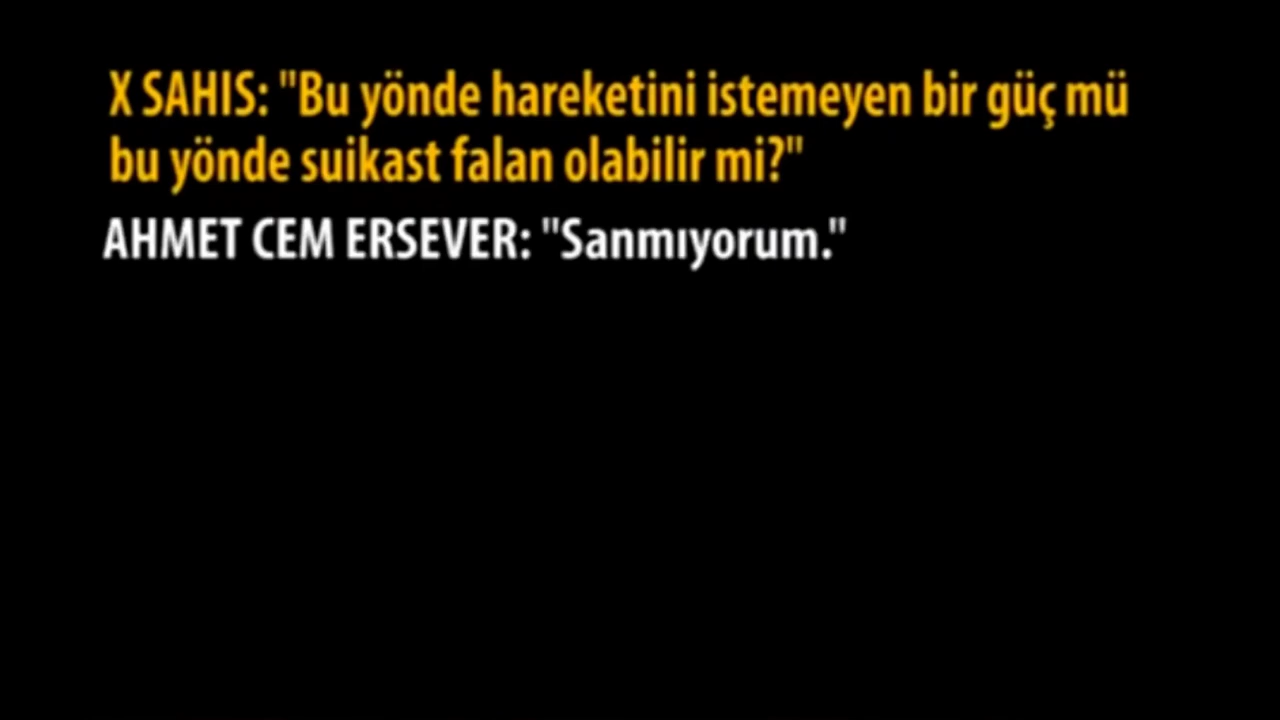 X SAHIS: "Bu yönde hareketini istemeyen bir güç mü
bu yönde suikast falan olabilir mi?"
AHMET CEM ERSEVER: "Sanmıyorum."